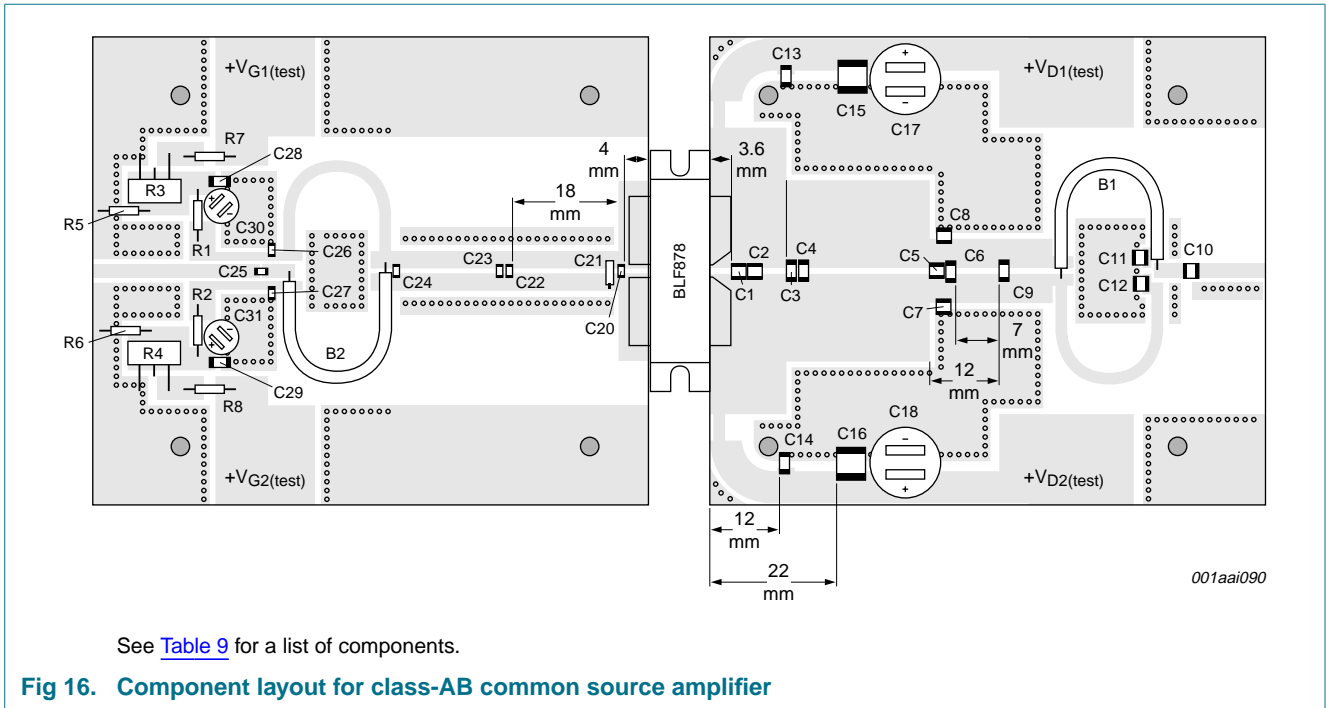 +VG1(test)
+VD1(test)
C13
C15
C17
R7
C28
4
mm
3.6
mm
R3
18
mm
B1
R5
R1
C30
C8
C26
C25
C24
C23
C22
C21
BLF878
C2
C4
C5
C6
C11
C10
C1
C3
C9
C12
C27
R2
C31
C20
C7
R6
R4
B2
7
mm
12
mm
C29
R8
C18
C14
C16
+VG2(test)
+VD2(test)
12
mm
22
mm
001aai090
See Table 9 for a list of components.
Fig 16. Component layout for class-AB common source amplifier